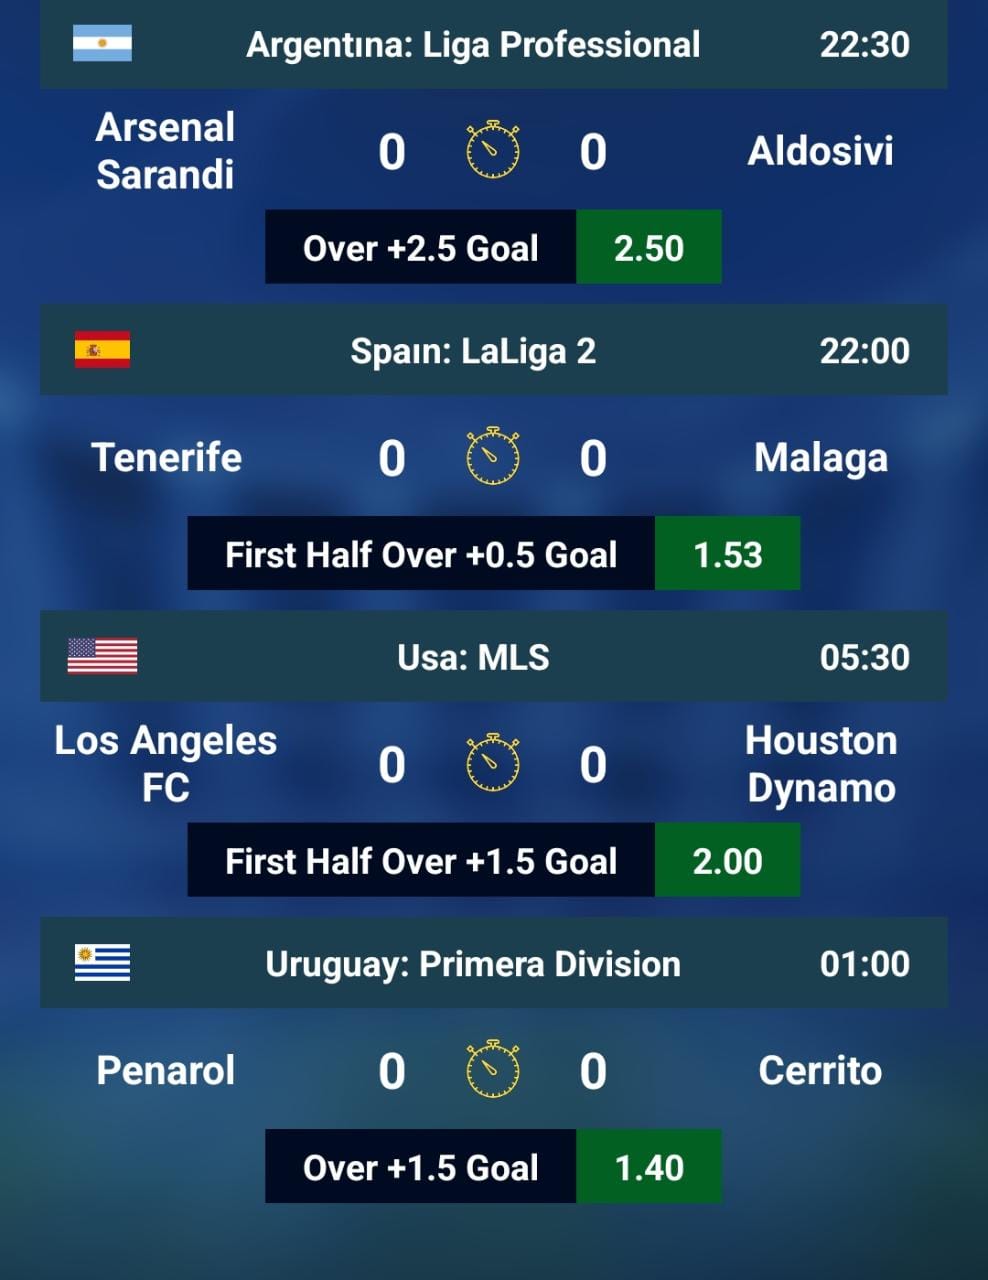 Argentına: Liga Professional 22:30
Arsenal
Sarandi
0 0 Aldosivi
Over +2.5 Goal 2.50
Spaın: LaLiga 2 22:00
Tenerife 0 0 Malaga
First Half Over +0.5 Goal 1.53
Usa: MLS 05:30
Los Angeles
FC
0 0
Houston
Dynamo
First Half Over +1.5 Goal 2.00
Uruguay: Primera Division 01:00
Penarol 0 0 Cerrito
Over +1.5 Goal 1.40